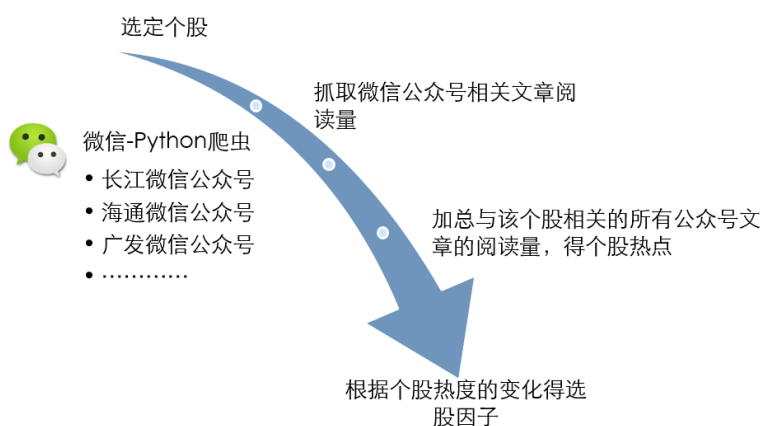 选定个股
抓取微信公众号相关文章阅
读量
微信-Python爬虫
• 长江微信公众号
• 海通微信公众号
• 广发微信公众号
• …………
加总与该个股相关的所有公众号文
章的阅读量，得个股热点
根据个股热度的变化得选
股因子